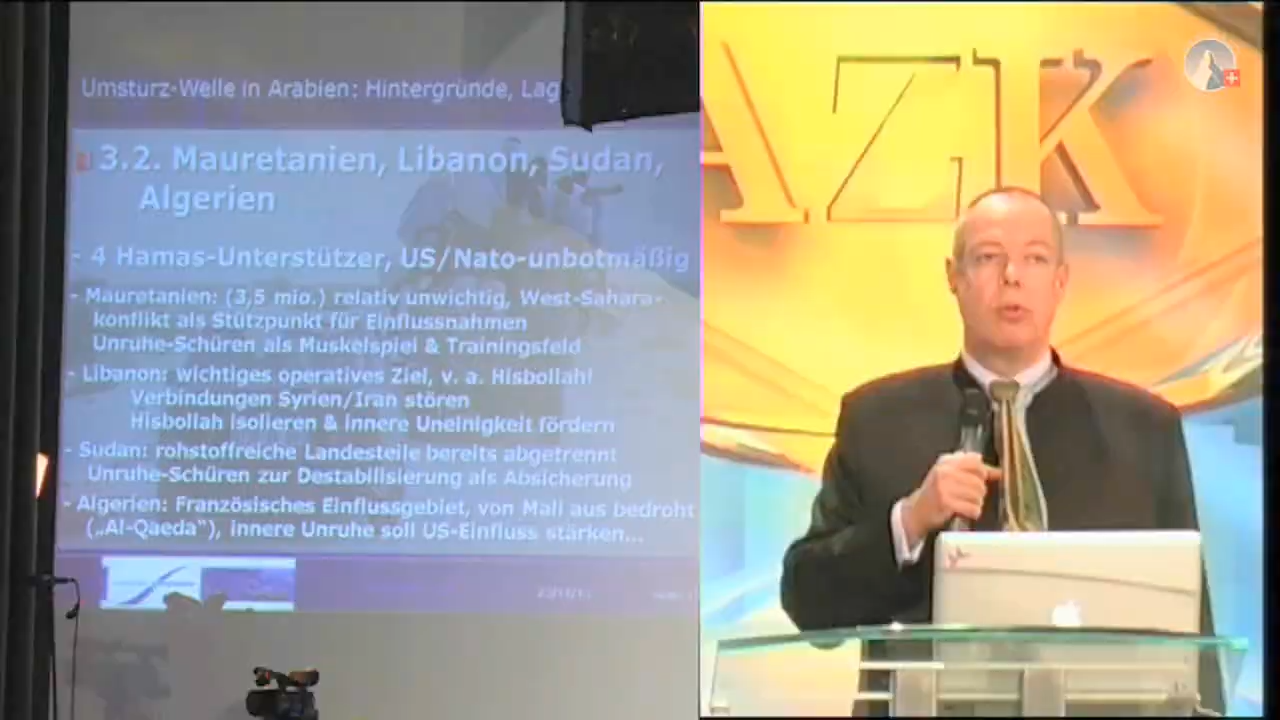 Umsturz-Welle in Arabien: Hintergründe, Lag
3.2. Mauretanien, Libanon, Sudan,
Algerien
- 4 Hamas-Unterstützer, US/Nato-unbotmäßig
- Mauretanien: (3,5 mio.) relativ unwichtig, West-Sahara-
konflikt als Stützpunkt für Einflussnahmen
Unruhe-Schüren als Muskelspiel & Trainingsfeld
- Libanon: wichtiges operatives Ziel, v. a. Hisbollah!
Verbindungen Syrien/Iran stören
Hisbollah isolieren & innere Uneinigkeit fördern
- Sudan: rohstoffreiche Landesteile bereits abgetrennt
Unruhe-Schüren zur Destabilisierung als Absicherung
- Algerien: Französisches Einflussgebiet, von Mali aus bedroht
(„Al-Qaeda“), innere Unruhe soll US-Einfluss stärken...
AZK